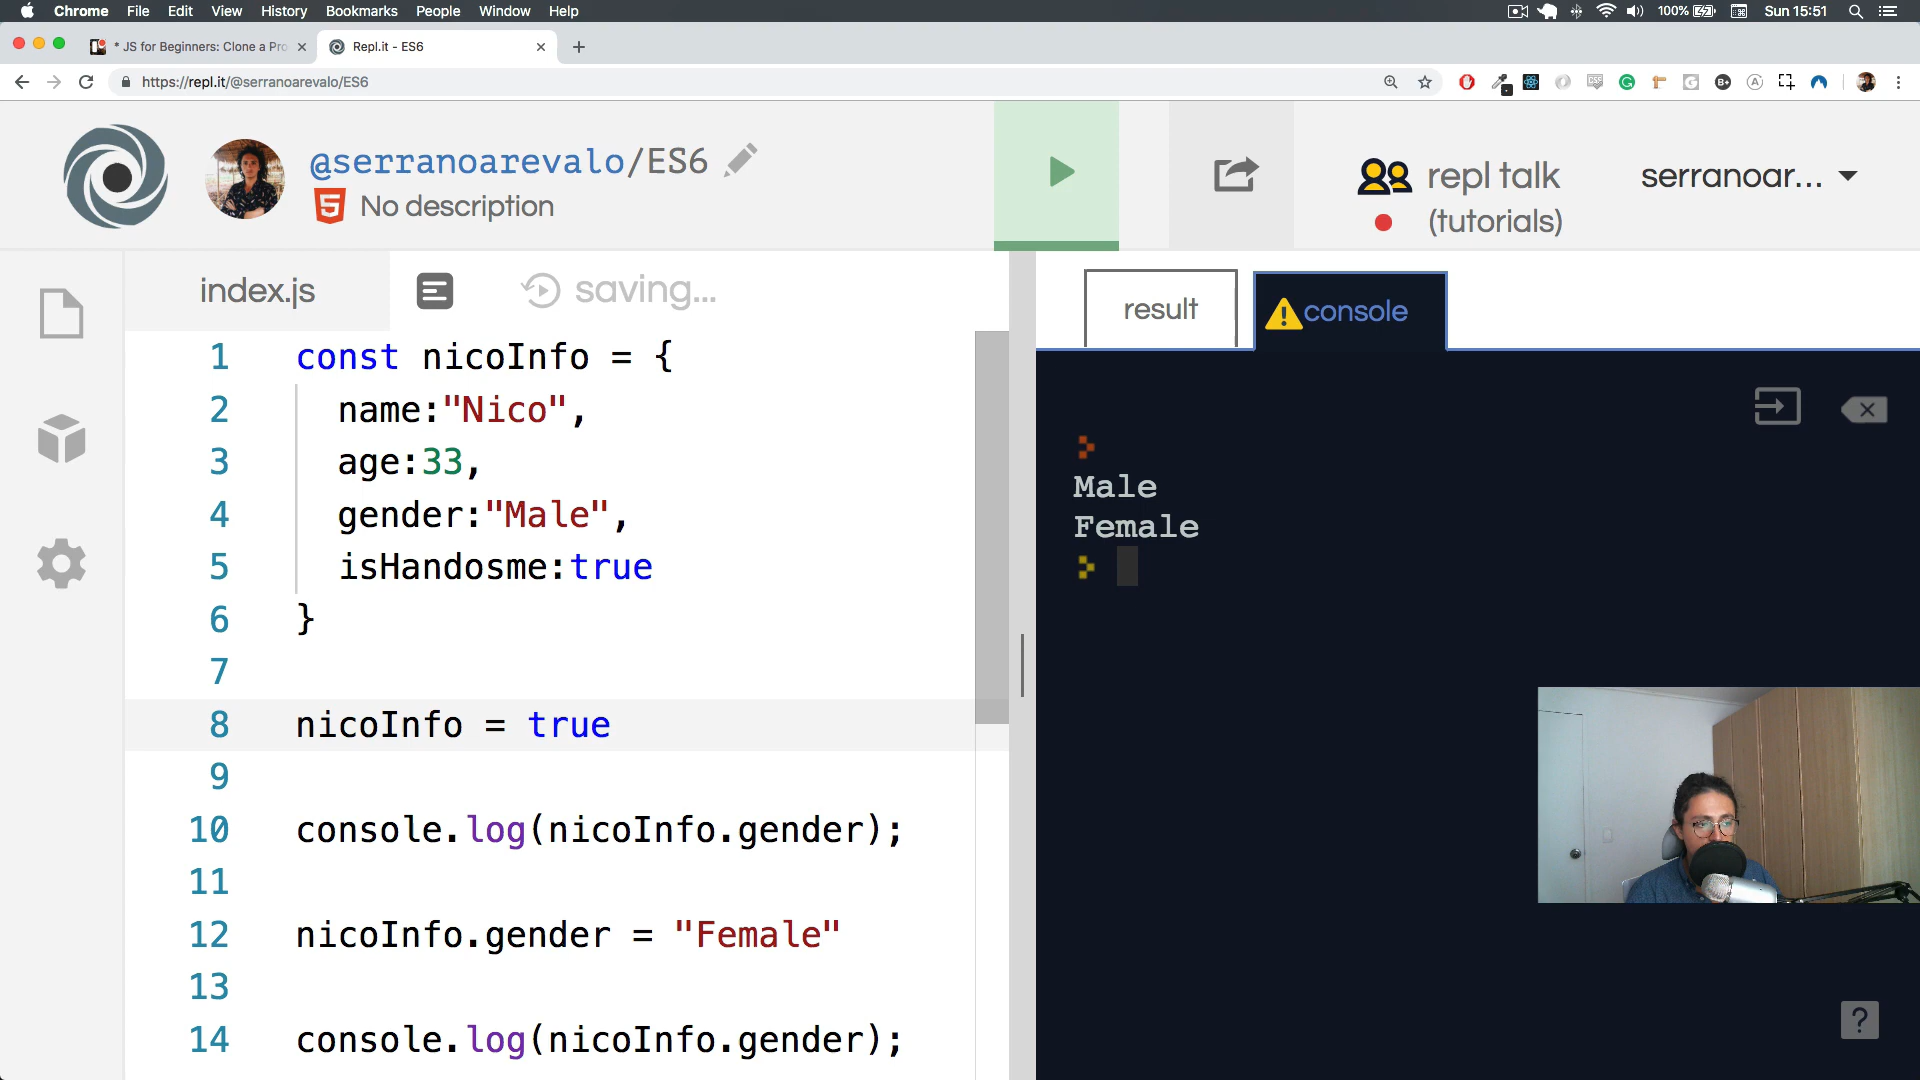 Chrome File Edit View History Bookmarks People Window Help 100% Sun 15:51
* JS for Beginners: Clone a Pro
Repl.it - ES6
https://repl.it/@serranoarevalo/ES6
@serranoarevalo/ES6
No description
repl talk
(tutorials)
serranoar...
index.js
saving...
result
console
1 const nicoInfo = {
2 name:"Nico",
3 age:33,
4 gender:"Male",
5 isHandosme:true
6 }
7
8 nicoInfo = true
9
10 console.log(nicoInfo.gender);
11
12 nicoInfo.gender = "Female"
13
14 console.log(nicoInfo.gender);
Male
Female
?